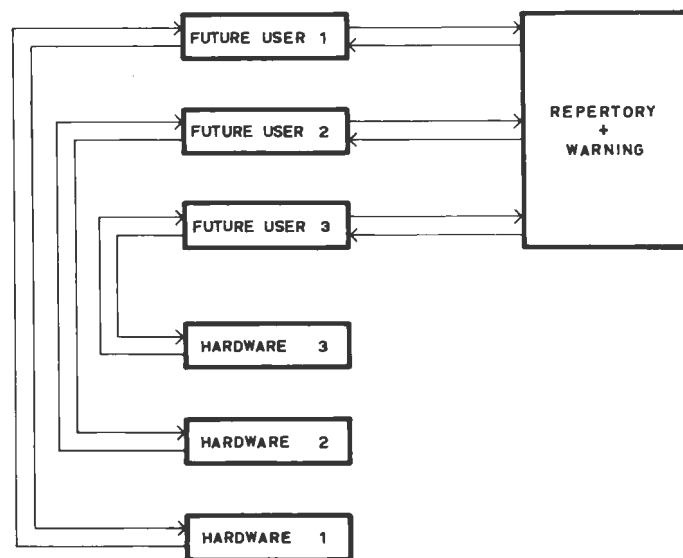 FUTURE USER 1
FUTURE USER 2
FUTURE USER 3
REPERTORY
+
WARNING
HARDWARE 3
HARDWARE 2
HARDWARE 1